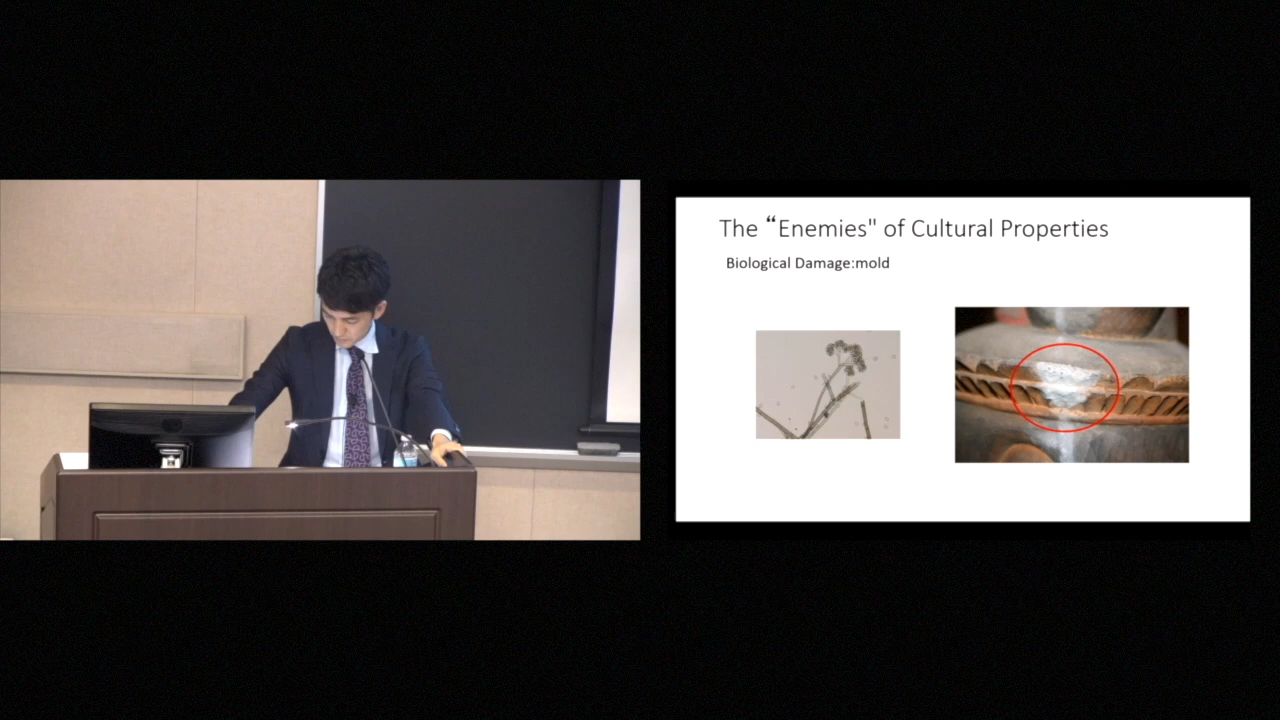 The “Enemies" of Cultural Properties
Biological Damage:mold